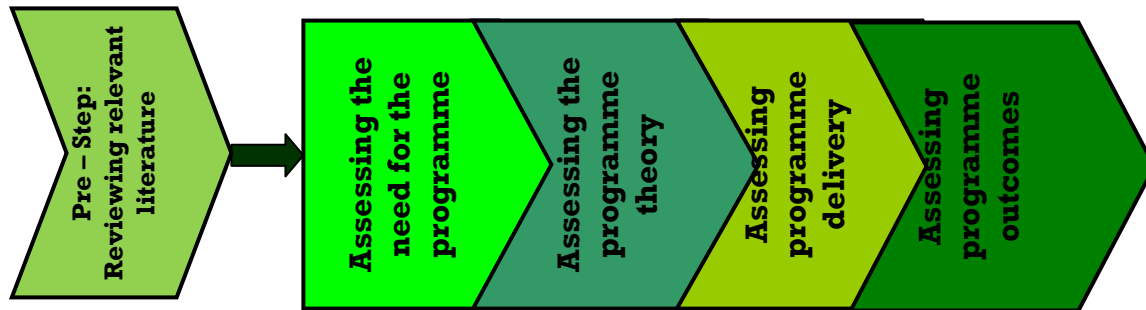 Pre – Step:
Reviewing relevant
literature
Assessing the
need for the
programme
Assessing the
programme
theory
Assessing
programme
delivery
Assessing
programme
outcomes